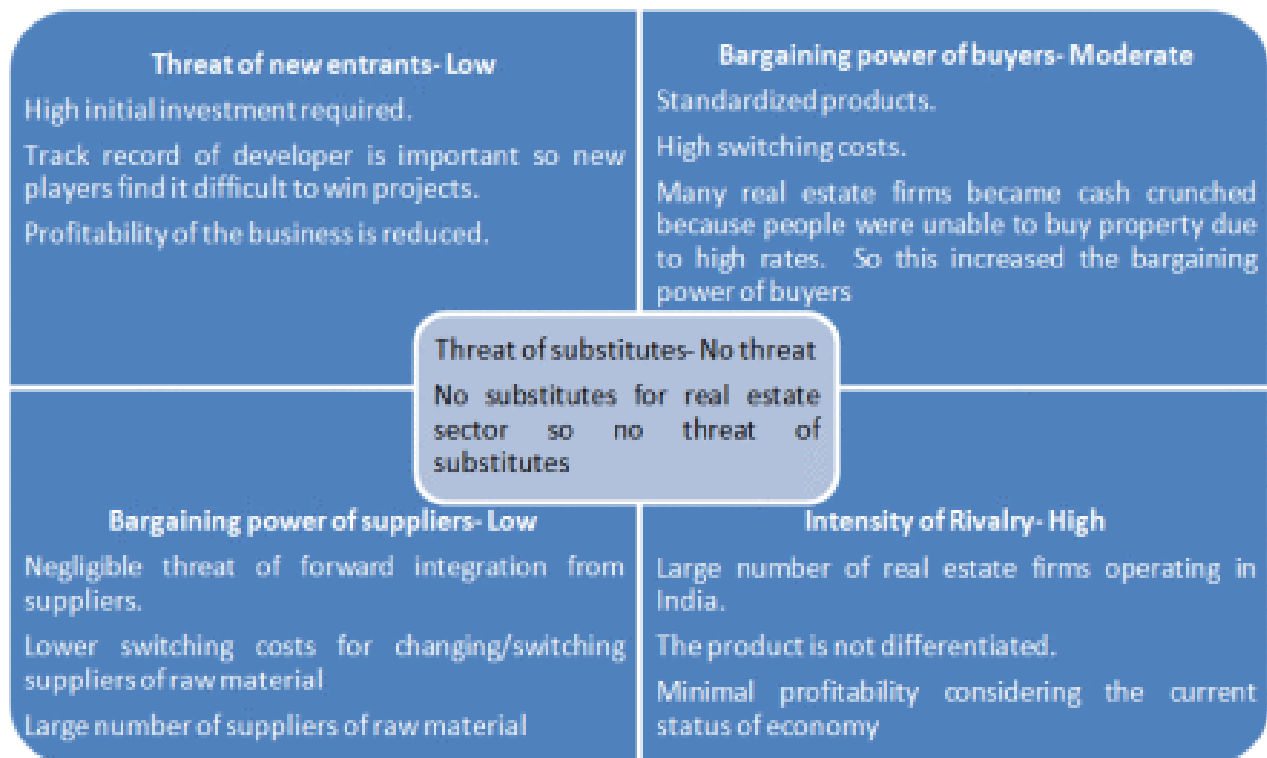 Threat of new entrants- Low
High initial investment required.
Track record of developer is important so new
players find it difficult to win projects.
Profitability of the business is reduced.
Bargaining power of buyers- Moderate
Standardized products.
High switching costs.
Many real estate firms became cash crunched
because people were unable to buy property due
to high rates. So this increased the bargaining
power of buyers
Threat of substitutes- No threat
No substitutes for real estate
sector so no threat of
substitutes
Bargaining power of suppliers- Low
Negligible threat of forward integration from
suppliers.
Lower switching costs for changing/switching
suppliers of raw material
Large number of suppliers of raw material
Intensity of Rivalry- High
Large number of real estate firms operating in
India.
The product is not differentiated.
Minimal profitability considering the current
status of economy